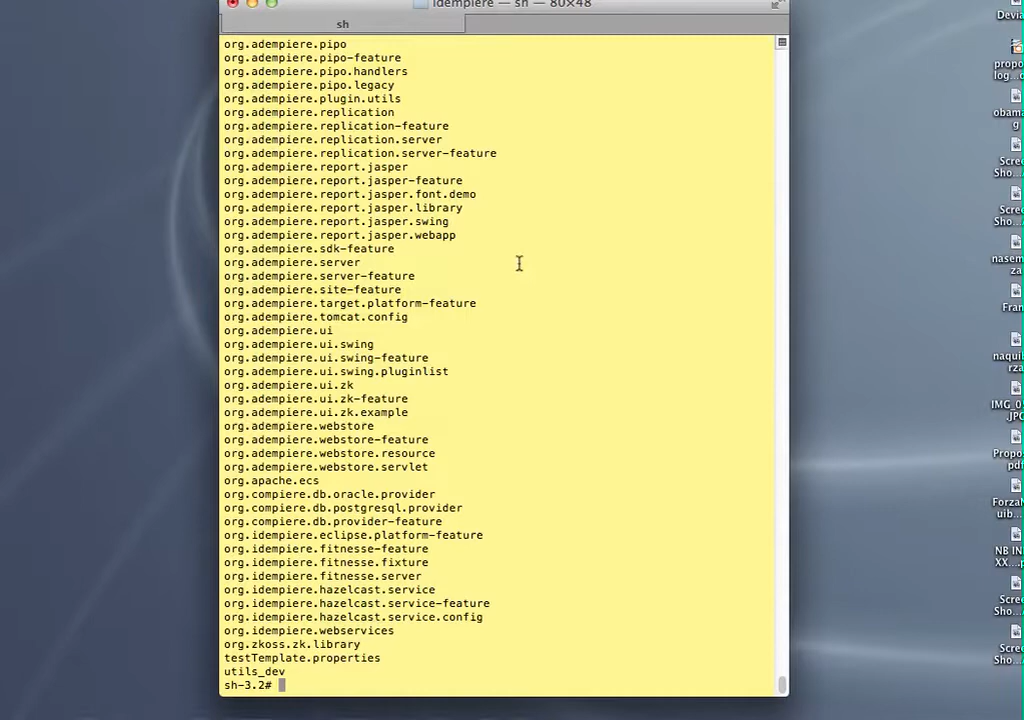 idempiere — sh — 80×48
sh
org.adempiere.pipo
org.adempiere.pipo-feature
org.adempiere.pipo.handlers
org.adempiere.pipo.legacy
org.adempiere.plugin.utils
org.adempiere.replication
org.adempiere.replication-feature
org.adempiere.replication.server
org.adempiere.replication.server-feature
org.adempiere.report.jasper
org.adempiere.report.jasper-feature
org.adempiere.report.jasper.font.demo
org.adempiere.report.jasper.library
org.adempiere.report.jasper.swing
org.adempiere.report.jasper.webapp
org.adempiere.sdk-feature
org.adempiere.server
org.adempiere.server-feature
org.adempiere.site-feature
org.adempiere.target.platform-feature
org.adempiere.tomcat.config
org.adempiere.ui
org.adempiere.ui.swing
org.adempiere.ui.swing-feature
org.adempiere.ui.swing.pluginlist
org.adempiere.ui.zk
org.adempiere.ui.zk-feature
org.adempiere.ui.zk.example
org.adempiere.webstore
org.adempiere.webstore-feature
org.adempiere.webstore.resource
org.adempiere.webstore.servlet
org.apache.ecs
org.compiere.db.oracle.provider
org.compiere.db.postgresql.provider
org.compiere.db.provider-feature
org.idempiere.eclipse.platform-feature
org.idempiere.fitnesse-feature
org.idempiere.fitnesse.fixture
org.idempiere.fitnesse.server
org.idempiere.hazelcast.service
org.idempiere.hazelcast.service-feature
org.idempiere.hazelcast.service.config
org.idempiere.webservices
org.zkoss.zk.library
testTemplate.properties
utils_dev
sh-3.2#
Devia
propo
log...o
obama
g
Scree
Sho...
Scree
Sho...
nasem
za
Fran
naquib
rza
IMG_0
.JPG
Propo
pdf
ForzaN
uib...
NB IN
XX....p
Scree
Sho...
Scree
Sho...